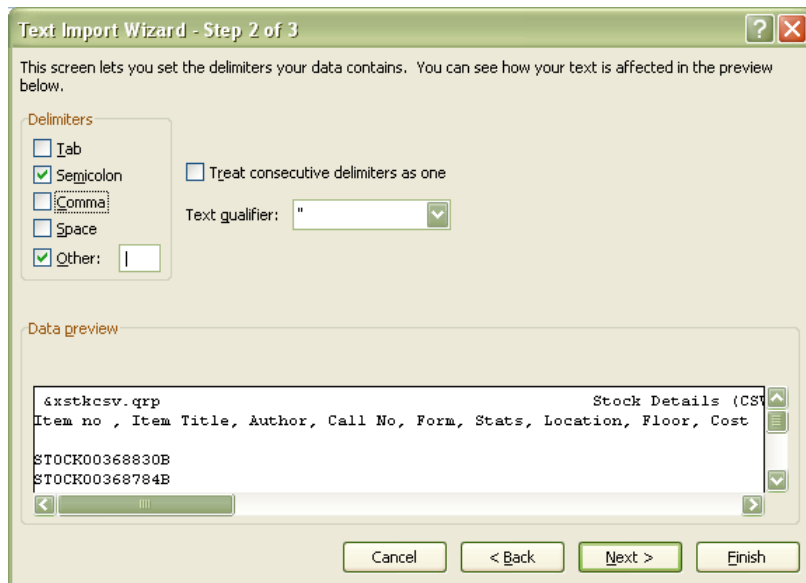 Text Import Wizard - Step 2 of 3
This screen lets you set the delimiters your data contains. You can see how your text is affected in the preview
below.
Delimiters
Tab
Semicolon
Treat consecutive delimiters as one
Comma
Text qualifier: "
Space
Other: |
Data preview
&xstkcsv.qrp Stock Details (CSV
Item no , Item Title, Author, Call No, Form, Stats, Location, Floor, Cost
STOCK00368830B
STOCK00368784B
Cancel < Back Next > Finish